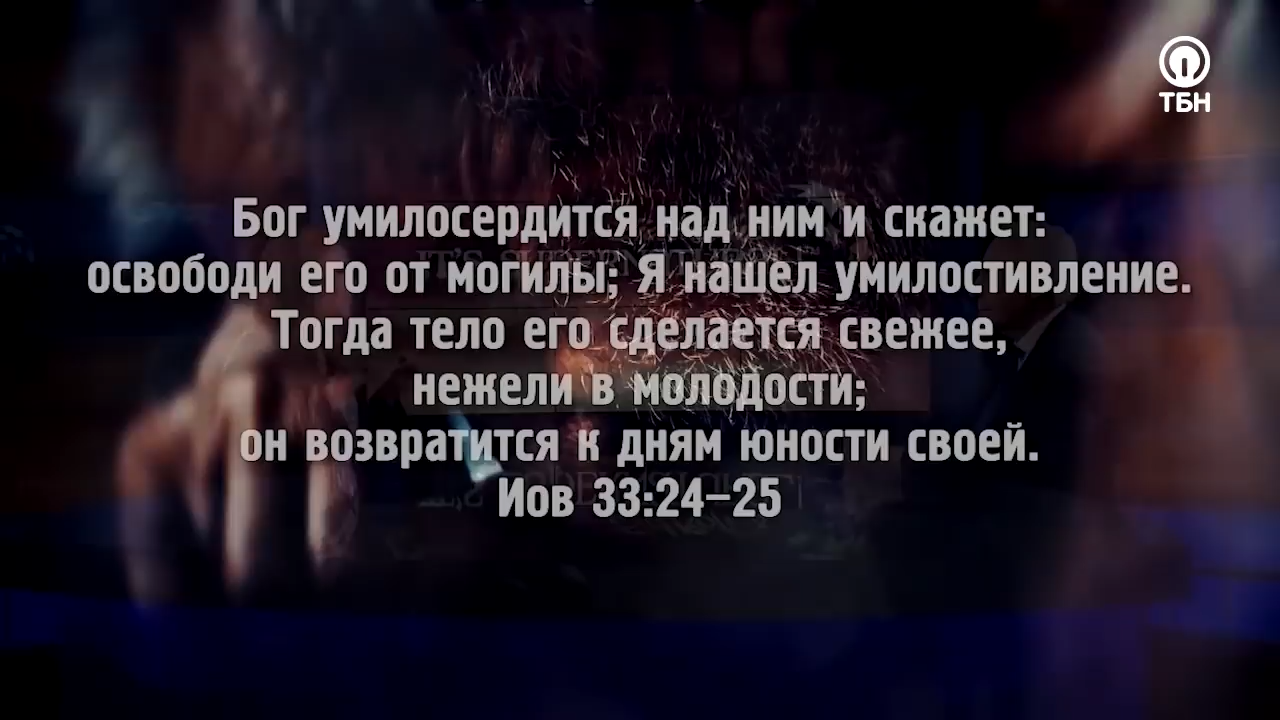 ТБН
Бог умилосердится над ним и скажет:
освободи его от могилы; Я нашел умилостивление.
Тогда тело его сделается свежее,
нежели в молодости;
он возвратится к дням юности своей.
Иов 33:24–25